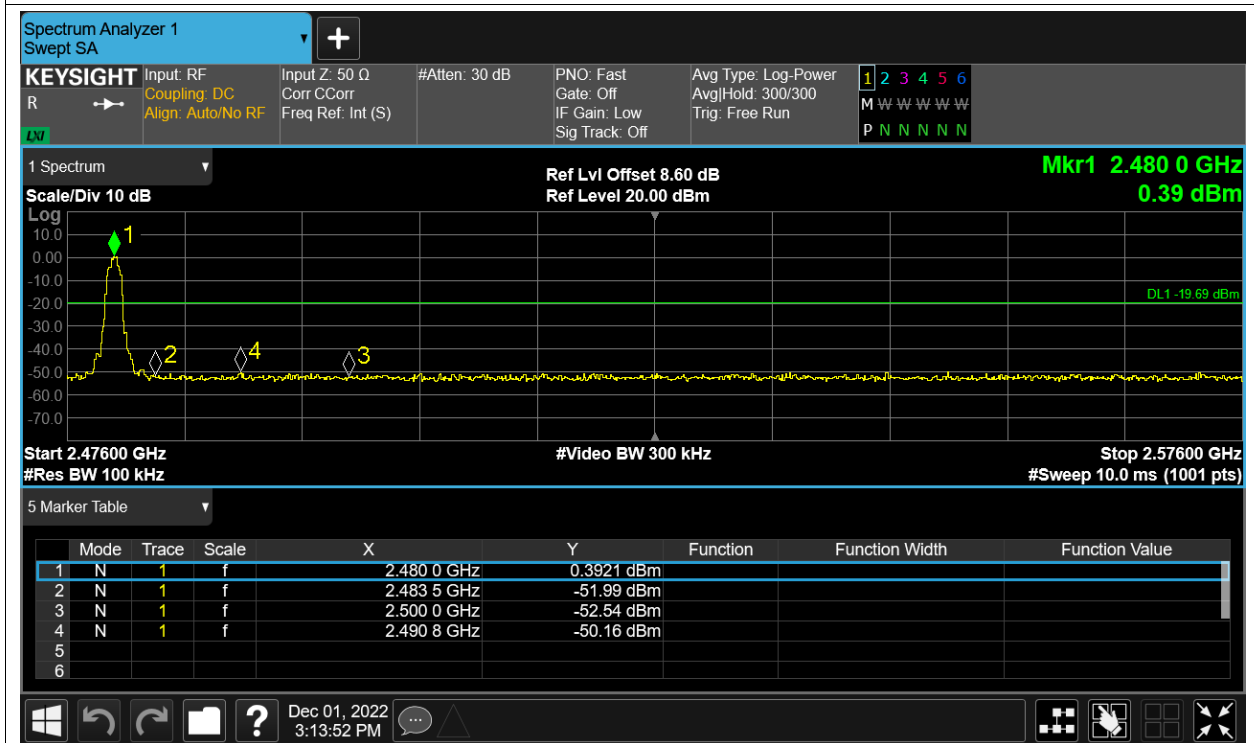 Spectrum Analyzer 1
Swept SA
KEYSIGHT
R
LXI
Input: RF
Coupling: DC
Align: Auto/No RF
Input Z: 50 Ω
Corr CCorr
Freq Ref: Int (S)
#Atten: 30 dB
PNO: Fast
Gate: Off
IF Gain: Low
Sig Track: Off
Avg Type: Log-Power
Avg|Hold: 300/300
Trig: Free Run
1 2 3 4 5 6
M W W W W W
P N N N N N
1 Spectrum
Scale/Div 10 dB
Ref Lvl Offset 8.60 dB
Ref Level 20.00 dBm
Mkr1 2.480 0 GHz
0.39 dBm
Log
10.0
0.00
-10.0
-20.0
-30.0
-40.0
-50.0
-60.0
-70.0
1
2
4
3
DL1 -19.69 dBm
Start 2.47600 GHz
#Video BW 300 kHz
Stop 2.57600 GHz
#Res BW 100 kHz
#Sweep 10.0 ms (1001 pts)
5 Marker Table
Mode Trace Scale X Y Function Function Width Function Value
1 N 1 f 2.480 0 GHz 0.3921 dBm
2 N 1 f 2.483 5 GHz -51.99 dBm
3 N 1 f 2.500 0 GHz -52.54 dBm
4 N 1 f 2.490 8 GHz -50.16 dBm
5
6
?
Dec 01, 2022
3:13:52 PM